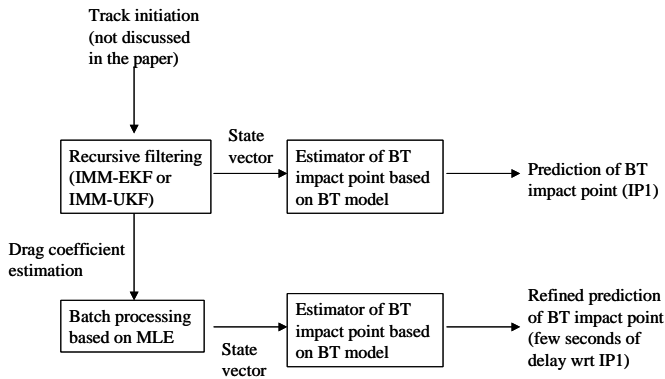 Track initiation
(not discussed
in the paper)
State
vector
Recursive filtering
(IMM-EKF or
IMM-UKF)
Estimator of BT
impact point based
on BT model
Prediction of BT
impact point (IP1)
Drag coefficient
estimation
Batch processing
based on MLE
State
vector
Estimator of BT
impact point based
on BT model
Refined prediction
of BT impact point
(few seconds of
delay wrt IP1)